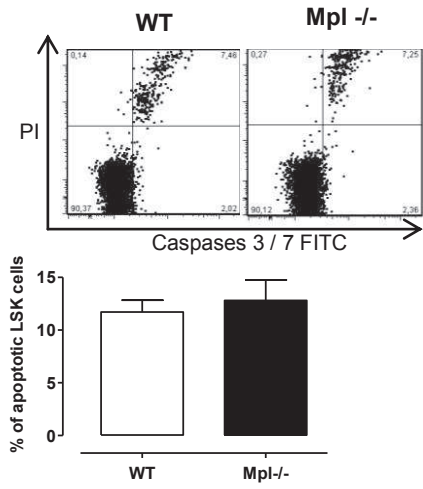 WT Mpl -/-
0,14 7,46 0,27 7,25
PI
90,37 2,02 90,12 2,36
Caspases 3 / 7 FITC
% of apoptotic LSK cells
15
10
5
0
WT Mpl-/-